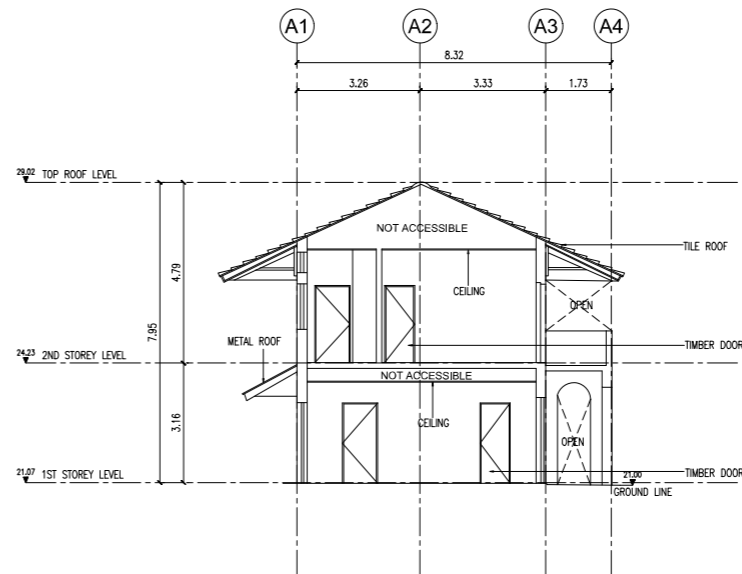 A1 A2 A3 A4
8.32
3.26 3.33 1.73
29.02 TOP ROOF LEVEL
NOT ACCESSIBLE
TILE ROOF
4.79
CEILING
OPEN
7.95
METAL ROOF
TIMBER DOOR
24.23 2ND STOREY LEVEL
NOT ACCESSIBLE
3.16
CEILING
OPEN
21.07 1ST STOREY LEVEL
TIMBER DOOR
21.00
GROUND LINE